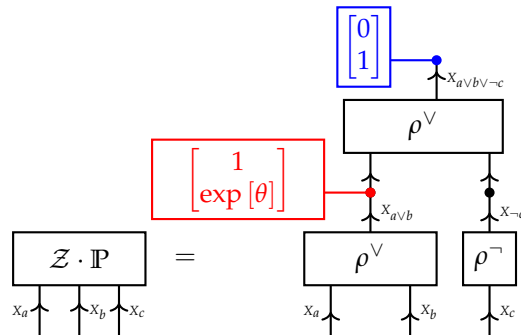 [0
1]
X_{a∨b∨¬c}
ρ^∨
[1
exp [θ]]
X_{a∨b}
X_{¬c}
𝒵 · ℙ
=
ρ^∨
ρ^¬
X_a
X_b
X_c
X_a
X_b
X_c